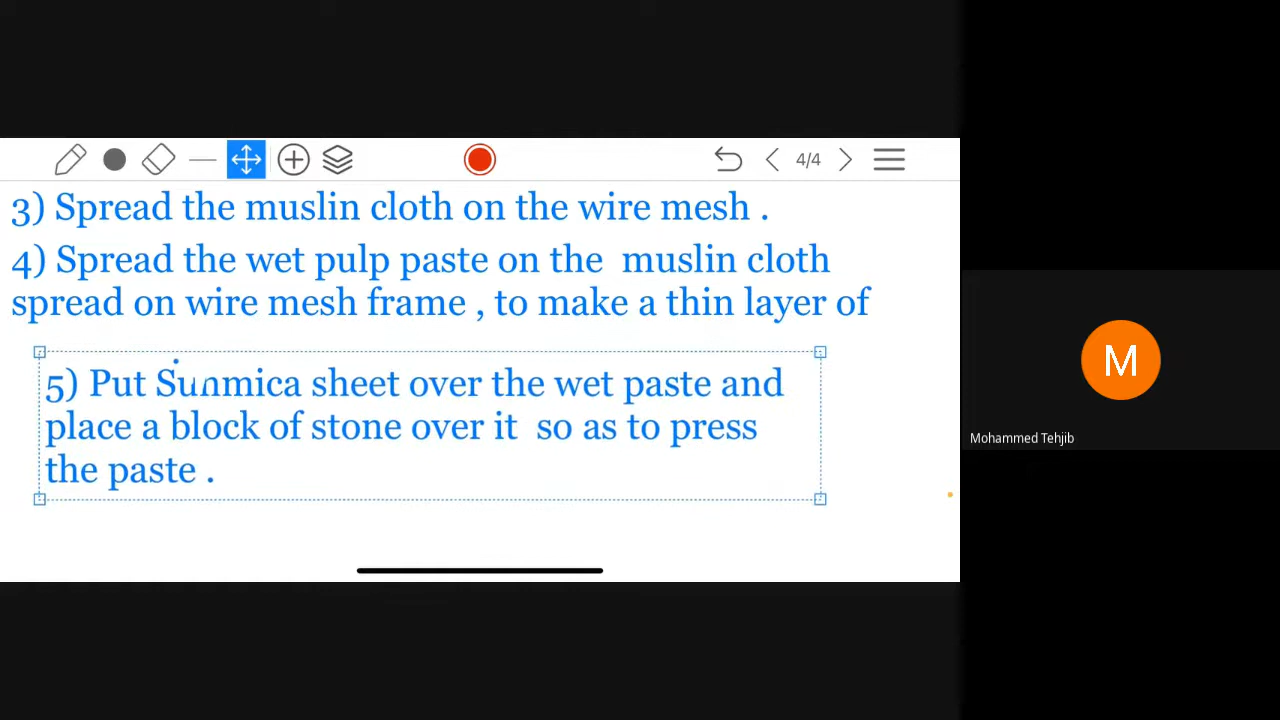 4/4
3) Spread the muslin cloth on the wire mesh .
4) Spread the wet pulp paste on the muslin cloth
spread on wire mesh frame , to make a thin layer of
5) Put Sunmica sheet over the wet paste and
place a block of stone over it so as to press
the paste .
M
Mohammed Tehjib